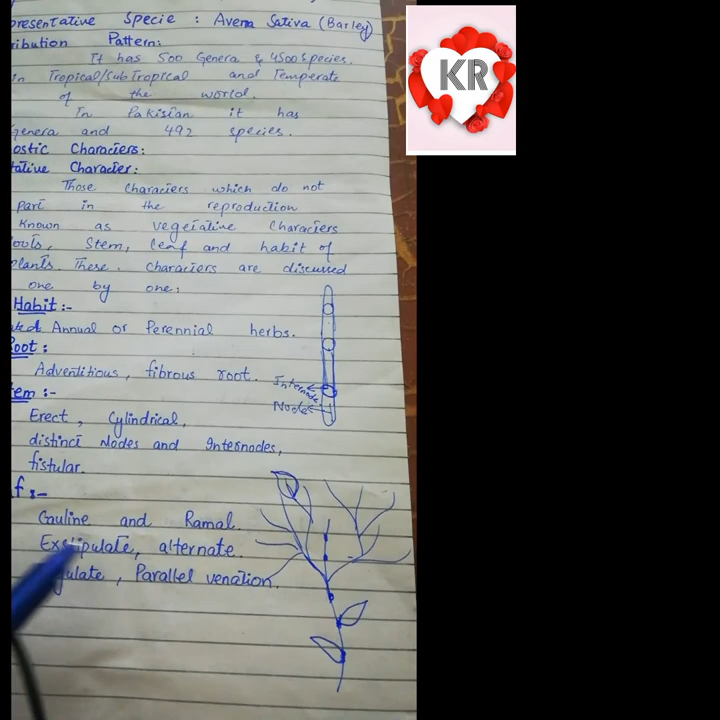 presentative Specie : Avena Sativa (Barley)
ribution Pattern:
It has 500 Genera & 4500 species.
in Tropical/SubTropical and Temperate
of the world.
In Pakistan it has
Genera and 492 species.
ostic Characters:
tative Character:
Those characters which do not
part in the reproduction
Known as vegetative characters
oots, Stem, leaf and habit of
plants. These characters are discussed
one by one:
Habit:-
Annual or Perennial herbs.
Root:
Adventitious, fibrous root.
Internode
Node
tem:-
Erect, Cylindrical,
distinct Nodes and Internodes,
fistular.
f:-
Cauline and Ramal.
Exstipulate, alternate.
gulate, Parallel venation.
KR